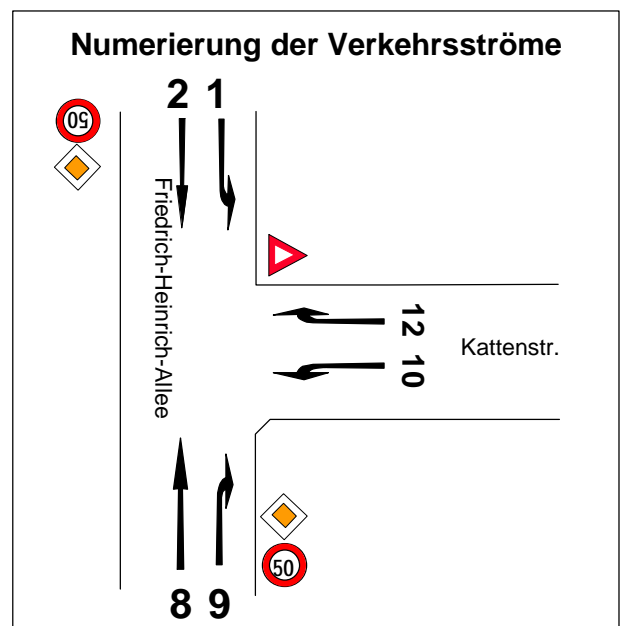 Numerierung der Verkehrsströme
2 1
50
Friedrich-Heinrich-Allee
12
Kattenstr.
10
50
8 9